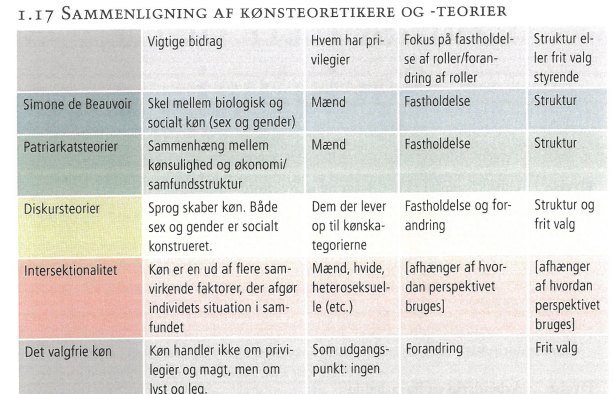 1.17 SAMMENLIGNING AF KØNSTEORETIKERE OG -TEORIER
Vigtige bidrag
Hvem har pri-
vilegier
Fokus på fastholdel-
se af roller/foran-
dring af roller
Struktur el-
ler frit valg
styrende
Simone de Beauvoir
Skel mellem biologisk og
socialt køn (sex og gender)
Mænd
Fastholdelse
Struktur
Patriarkatsteorier
Sammenhæng mellem
kønsulighed og økonomi/
samfundsstruktur
Mænd
Fastholdelse
Struktur
Diskursteorier
Sprog skaber køn. Både
sex og gender er socialt
konstrueret.
Dem der lever
op til kønska-
tegorierne
Fastholdelse og for-
andring
Struktur og
frit valg
Intersektionalitet
Køn er en ud af flere sam-
virkende faktorer, der afgør
individets situation i sam-
fundet
Mænd, hvide,
heteroseksuel-
le (etc.)
[afhænger af hvor-
dan perspektivet
bruges]
[afhænger
af hvordan
perspektivet
bruges]
Det valgfrie køn
Køn handler ikke om privi-
legier og magt, men om
lyst og leg.
Som udgangs-
punkt: ingen
Forandring
Frit valg